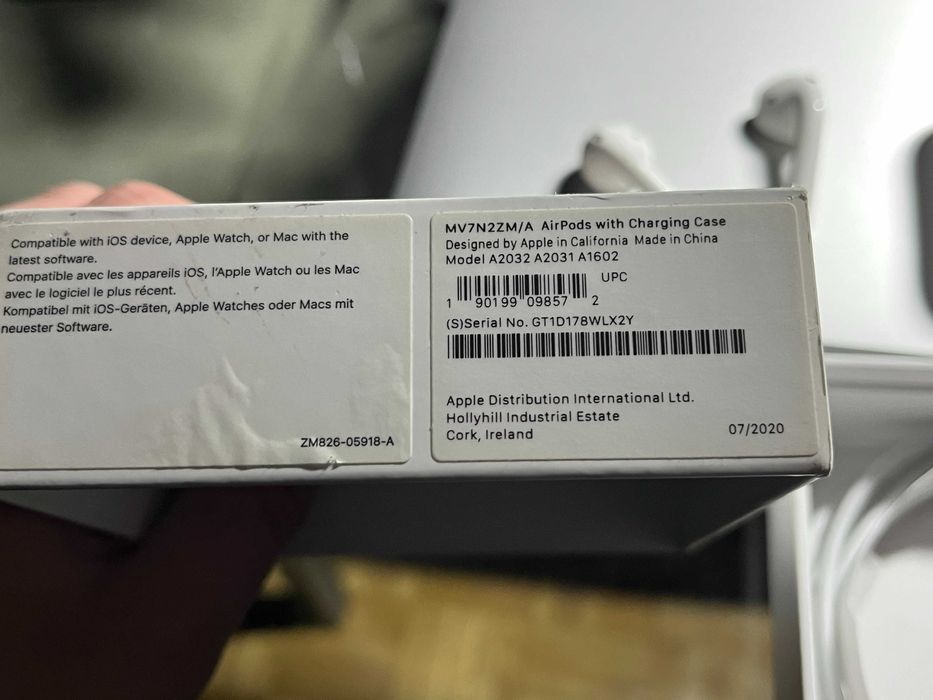 Compatible with iOS device, Apple Watch, or Mac with the
latest software.
Compatible avec les appareils iOS, l'Apple Watch ou les Mac
avec le logiciel le plus récent.
Kompatibel mit iOS-Geräten, Apple Watches oder Macs mit
neuester Software.
ZM826-05918-A
MV7N2ZM/A AirPods with Charging Case
Designed by Apple in California Made in China
Model A2032 A2031 A1602
UPC
1 90199 09857 2
(S)Serial No. GT1D178WLX2Y
Apple Distribution International Ltd.
Hollyhill Industrial Estate
Cork, Ireland
07/2020